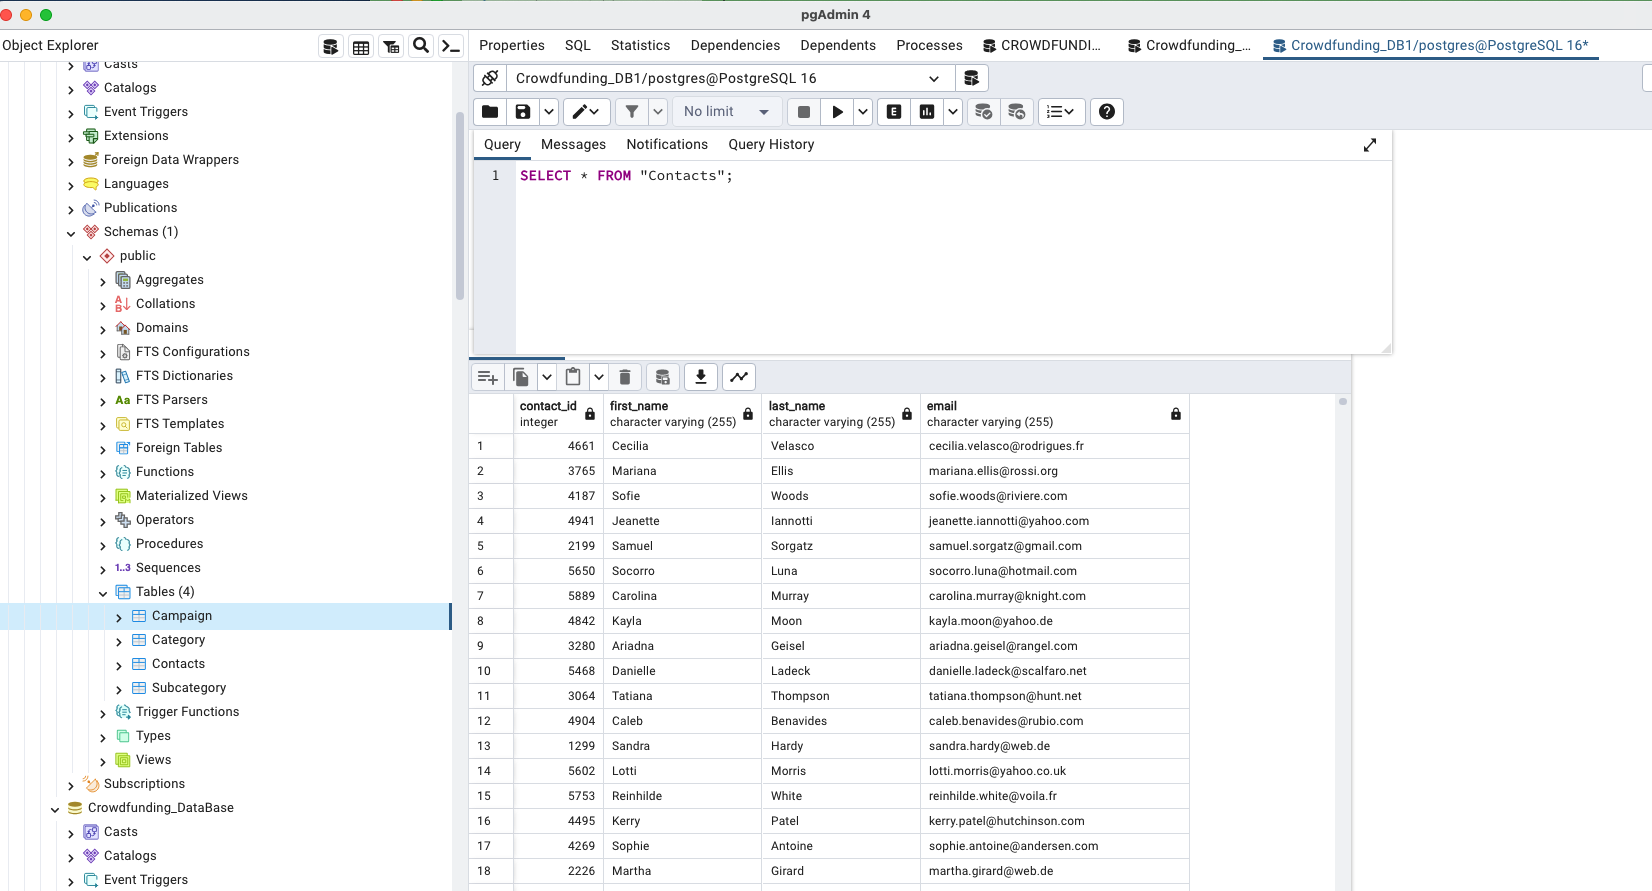 pgAdmin 4
Object Explorer
Properties SQL Statistics Dependencies Dependents Processes CROWDFUNDI... Crowdfunding_... Crowdfunding_DB1/postgres@PostgreSQL 16*
Casts
Catalogs
Event Triggers
Extensions
Foreign Data Wrappers
Languages
Publications
Schemas (1)
public
Aggregates
Collations
Domains
FTS Configurations
FTS Dictionaries
Aa FTS Parsers
FTS Templates
Foreign Tables
Functions
Materialized Views
Operators
Procedures
1..3 Sequences
Tables (4)
Campaign
Category
Contacts
Subcategory
Trigger Functions
Types
Views
Subscriptions
Crowdfunding_DataBase
Casts
Catalogs
Event Triggers
Crowdfunding_DB1/postgres@PostgreSQL 16
No limit E
Query Messages Notifications Query History
1 SELECT * FROM "Contacts";
contact_id first_name last_name email
integer character varying (255) character varying (255) character varying (255)
1 4661 Cecilia Velasco cecilia.velasco@rodrigues.fr
2 3765 Mariana Ellis mariana.ellis@rossi.org
3 4187 Sofie Woods sofie.woods@riviere.com
4 4941 Jeanette Iannotti jeanette.iannotti@yahoo.com
5 2199 Samuel Sorgatz samuel.sorgatz@gmail.com
6 5650 Socorro Luna socorro.luna@hotmail.com
7 5889 Carolina Murray carolina.murray@knight.com
8 4842 Kayla Moon kayla.moon@yahoo.de
9 3280 Ariadna Geisel ariadna.geisel@rangel.com
10 5468 Danielle Ladeck danielle.ladeck@scalfaro.net
11 3064 Tatiana Thompson tatiana.thompson@hunt.net
12 4904 Caleb Benavides caleb.benavides@rubio.com
13 1299 Sandra Hardy sandra.hardy@web.de
14 5602 Lotti Morris lotti.morris@yahoo.co.uk
15 5753 Reinhilde White reinhilde.white@voila.fr
16 4495 Kerry Patel kerry.patel@hutchinson.com
17 4269 Sophie Antoine sophie.antoine@andersen.com
18 2226 Martha Girard martha.girard@web.de